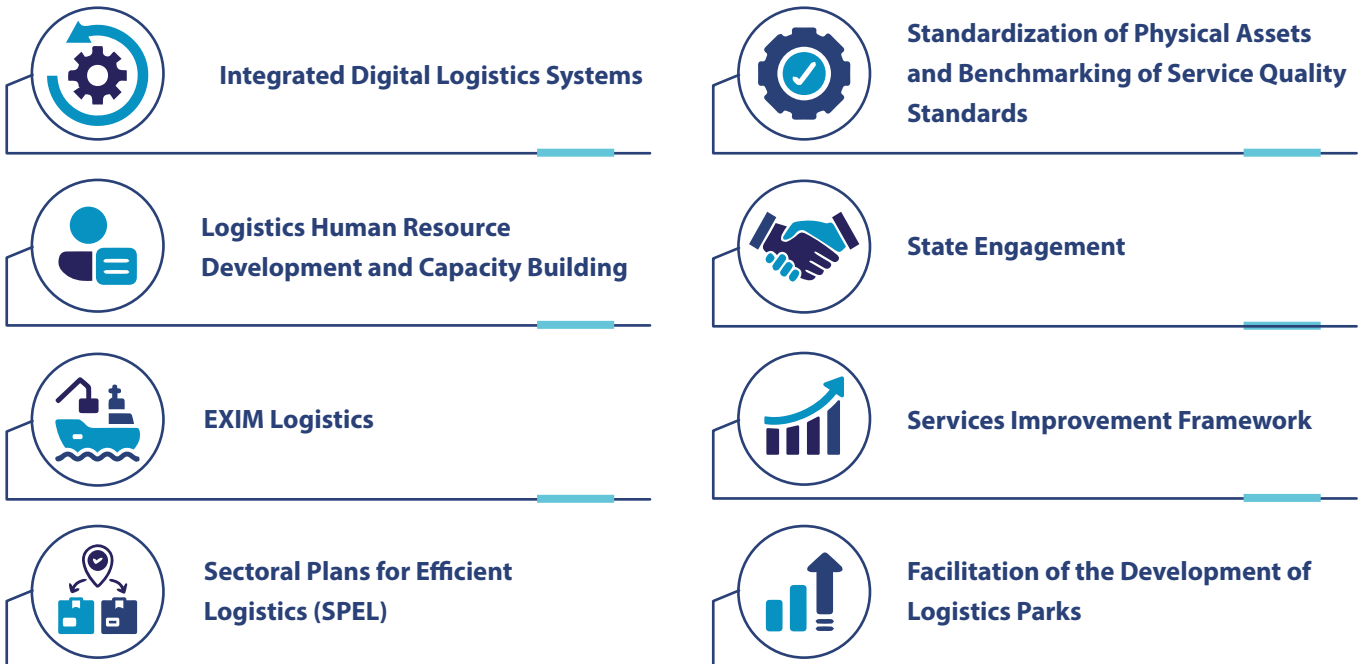 Integrated Digital Logistics Systems
Standardization of Physical Assets
and Benchmarking of Service Quality
Standards
Logistics Human Resource
Development and Capacity Building
State Engagement
EXIM Logistics
Services Improvement Framework
Sectoral Plans for Efficient
Logistics (SPEL)
Facilitation of the Development of
Logistics Parks